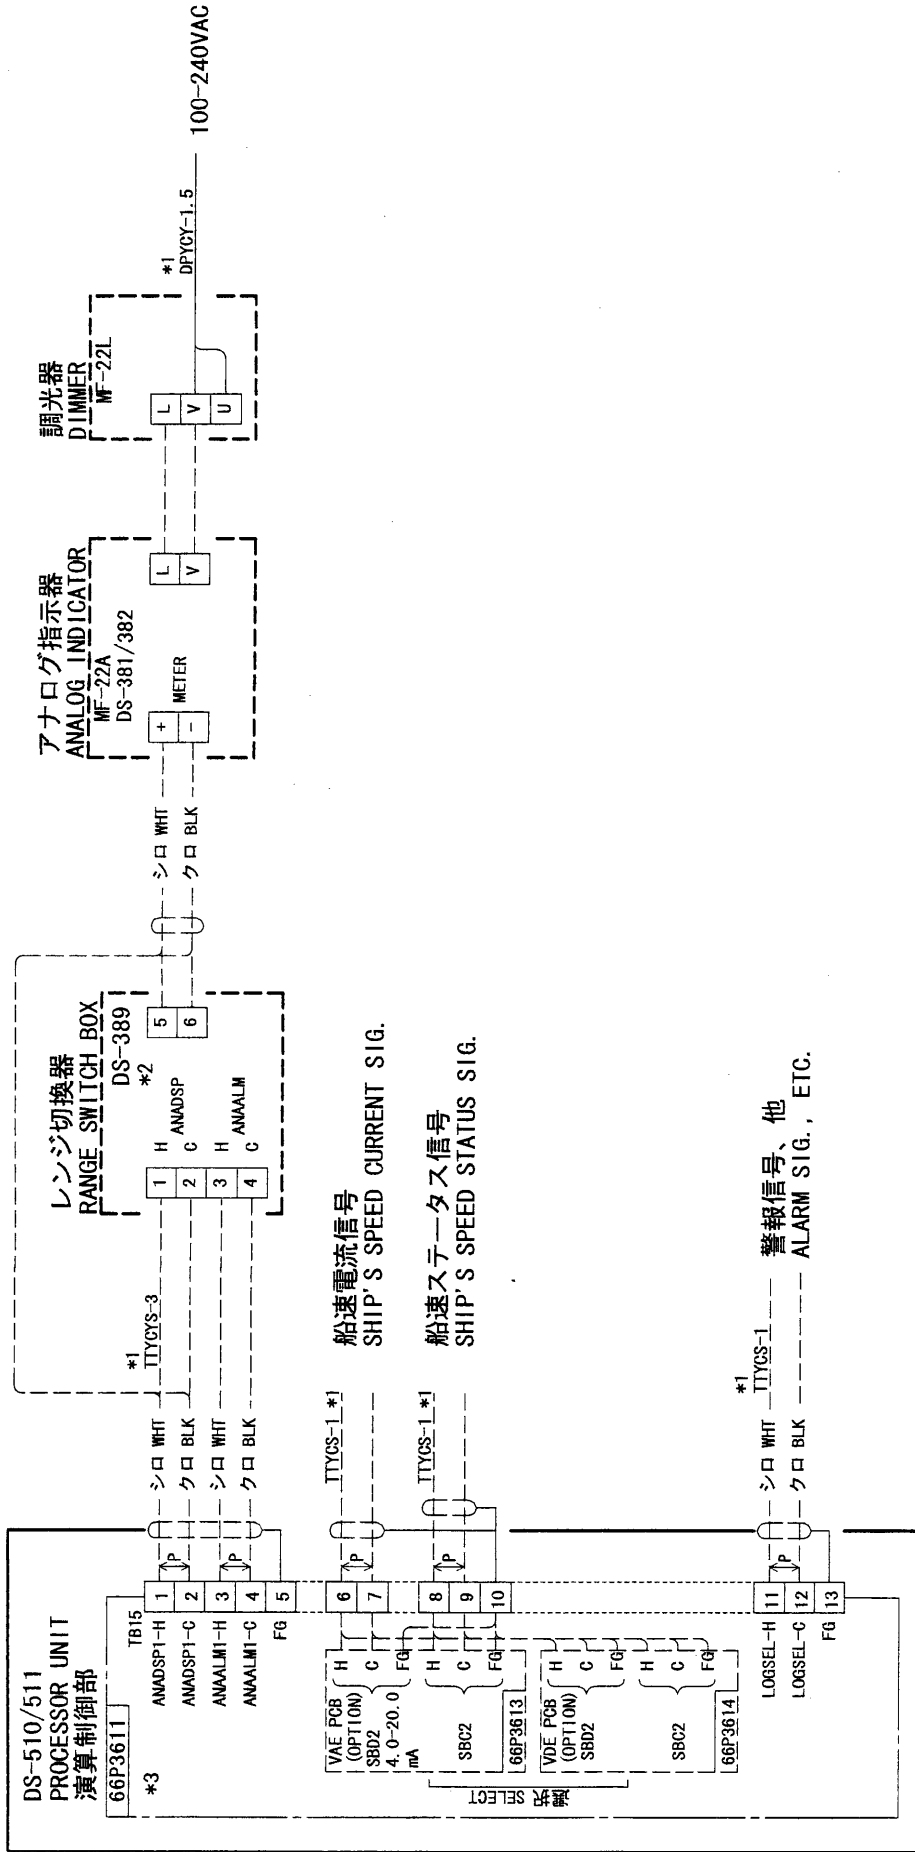 DS-510/511
PROCESSOR UNIT
演算制御部
66P3611
*3
TB15
ANADSP1-H 1
ANADSP1-C 2
ANAALM1-H 3
ANAALM1-C 4
FG 5
P
P
シロ WHT
クロ BLK
シロ WHT
クロ BLK
*1
TTYCYS-3
レンジ切換器
RANGE SWITCH BOX
DS-389
*2
1 H
2 C
ANADSP
3 H
4 C
ANAALM
5
6
シロ WHT
クロ BLK
アナログ指示器
ANALOG INDICATOR
MF-22A
DS-381/382
+
-
METER
L
V
調光器
DIMMER
MF-22L
L
V
U
*1
DPYCY-1.5
100-240VAC
VAE PCB
(OPTION)
SBD2
4.0-20.0
mA
H
C
FG
SBC2
H
C
FG
66P3613
VDE PCB
(OPTION)
SBD2
H
C
FG
SBC2
H
C
FG
66P3614
選択 SELECT
6
7
8
9
10
P
P
TTYCS-1 *1
船速電流信号
SHIP'S SPEED CURRENT SIG.
TTYCS-1 *1
船速ステータス信号
SHIP'S SPEED STATUS SIG.
LOGSEL-H 11
LOGSEL-C 12
FG 13
P
シロ WHT
クロ BLK
*1
TTYCS-1
警報信号、他
ALARM SIG., ETC.